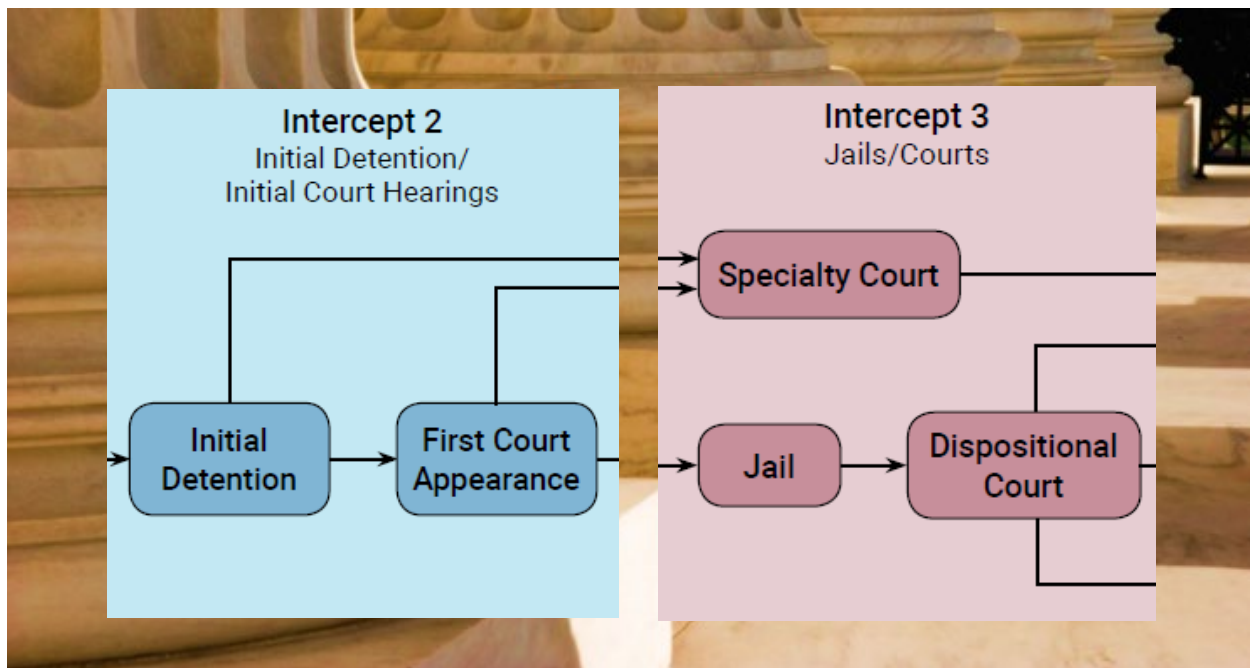 Intercept 2
Initial Detention/
Initial Court Hearings
Initial
Detention
First Court
Appearance
Intercept 3
Jails/Courts
Specialty Court
Jail
Dispositional
Court